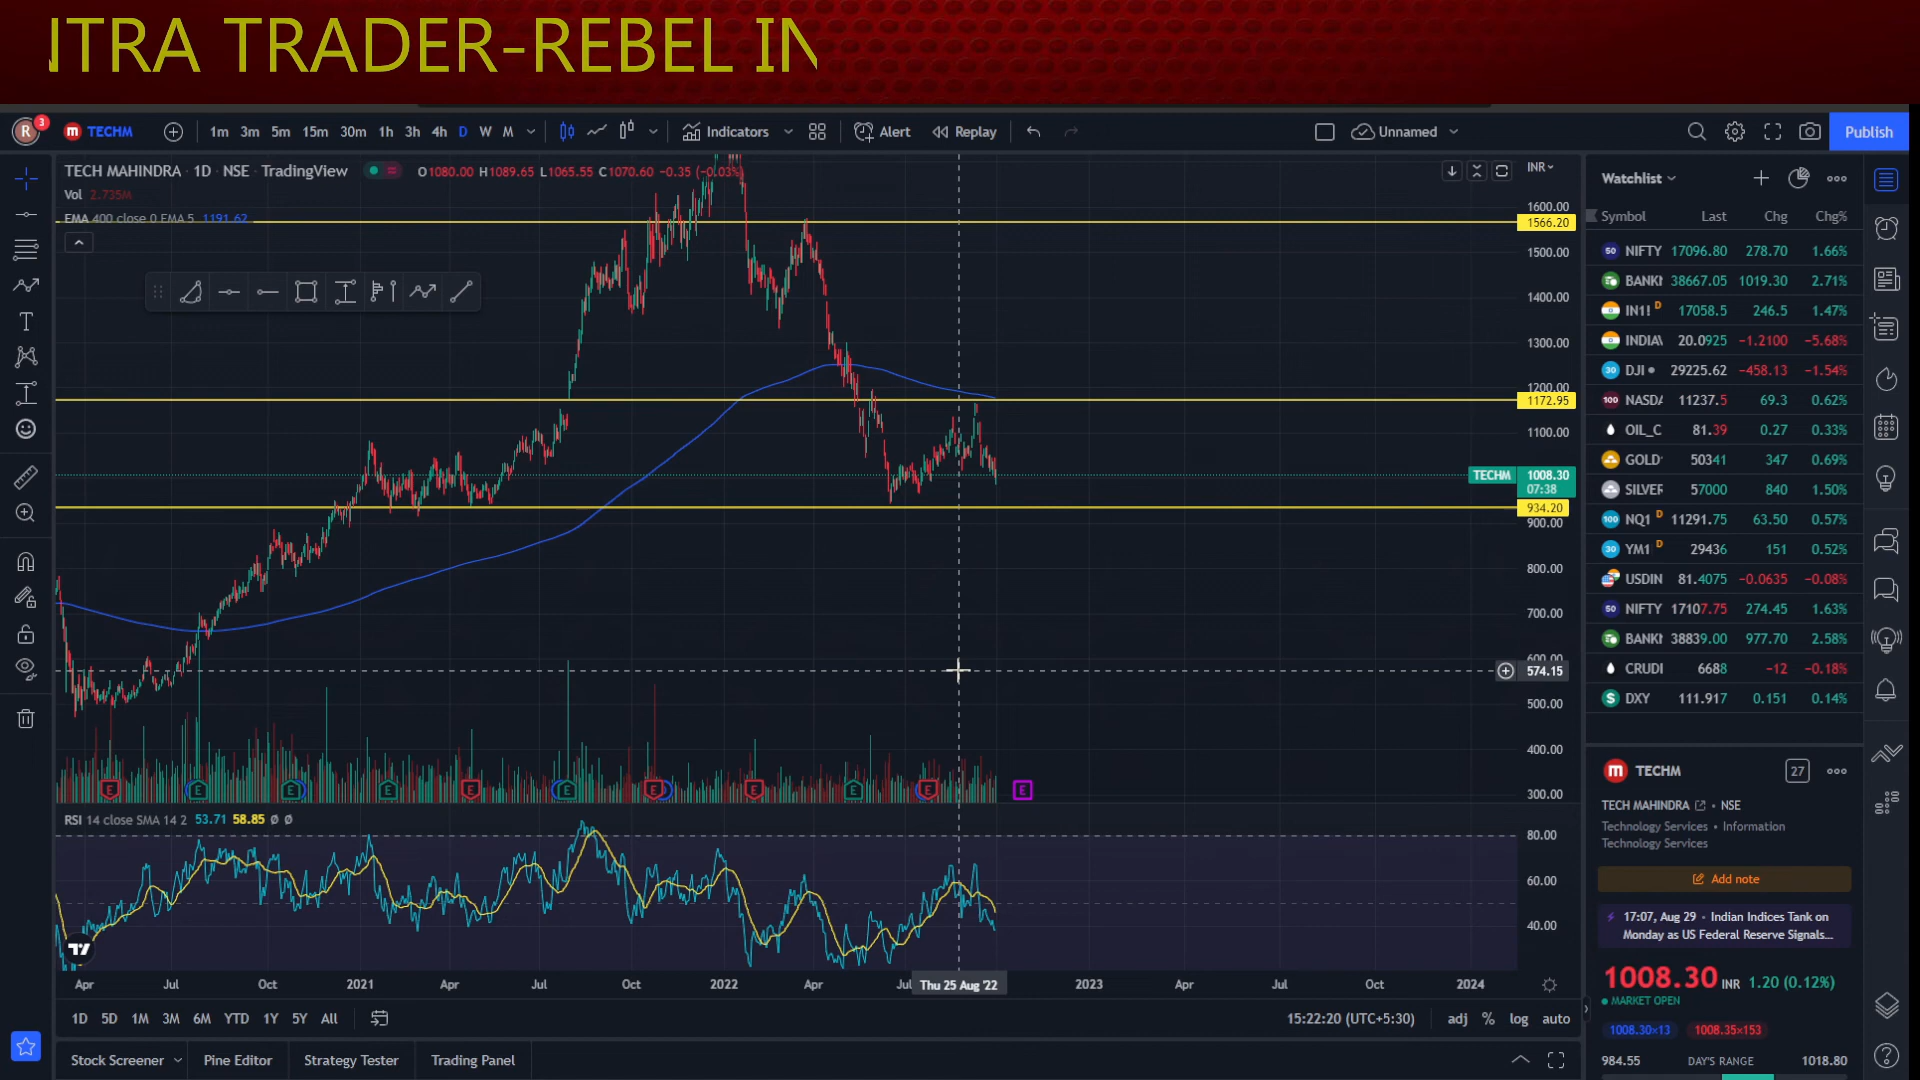 NTRA TRADER-REBEL IN
R 3 TECHM 1m 3m 5m 15m 30m 1h 3h 4h D W M Indicators Alert Replay Unnamed Publish
TECH MAHINDRA · 1D · NSE · TradingView O1080.00 H1089.65 L1065.55 C1070.60 −0.35 (−0.03%)
Vol 2.735M
EMA 400 close 0 EMA 5 1191.62
INR
1600.00
1566.20
1500.00
1400.00
1300.00
1200.00
1172.95
1100.00
TECHM 1008.30
07:38
934.20
900.00
800.00
700.00
600.00
574.15
500.00
400.00
300.00
E E E E E E E E E E E
RSI 14 close SMA 14 2 53.71 58.85 Ø Ø
80.00
60.00
40.00
Apr Jul Oct 2021 Apr Jul Oct 2022 Apr Jul Thu 25 Aug '22 2023 Apr Jul Oct 2024
1D 5D 1M 3M 6M YTD 1Y 5Y All 15:22:20 (UTC+5:30) adj % log auto
Stock Screener Pine Editor Strategy Tester Trading Panel
Watchlist
Symbol Last Chg Chg%
50 NIFTY 17096.80 278.70 1.66%
BANKI 38667.05 1019.30 2.71%
IN1! D 17058.5 246.5 1.47%
INDIA 20.0925 −1.2100 −5.68%
30 DJI 29225.62 −458.13 −1.54%
100 NASDA 11237.5 69.3 0.62%
OIL_C 81.39 0.27 0.33%
GOLD 50341 347 0.69%
SILVER 57000 840 1.50%
100 NQ1 D 11291.75 63.50 0.57%
30 YM1 D 29436 151 0.52%
USDIN 81.4075 −0.0635 −0.08%
50 NIFTY 17107.75 274.45 1.63%
BANKI 38839.00 977.70 2.58%
CRUDI 6688 −12 −0.18%
$ DXY 111.917 0.151 0.14%
m TECHM 27
TECH MAHINDRA • NSE
Technology Services • Information
Technology Services
Add note
17:07, Aug 29 • Indian Indices Tank on
Monday as US Federal Reserve Signals...
1008.30 INR 1.20 (0.12%)
MARKET OPEN
1008.30×13 1008.35×153
984.55 DAY'S RANGE 1018.80